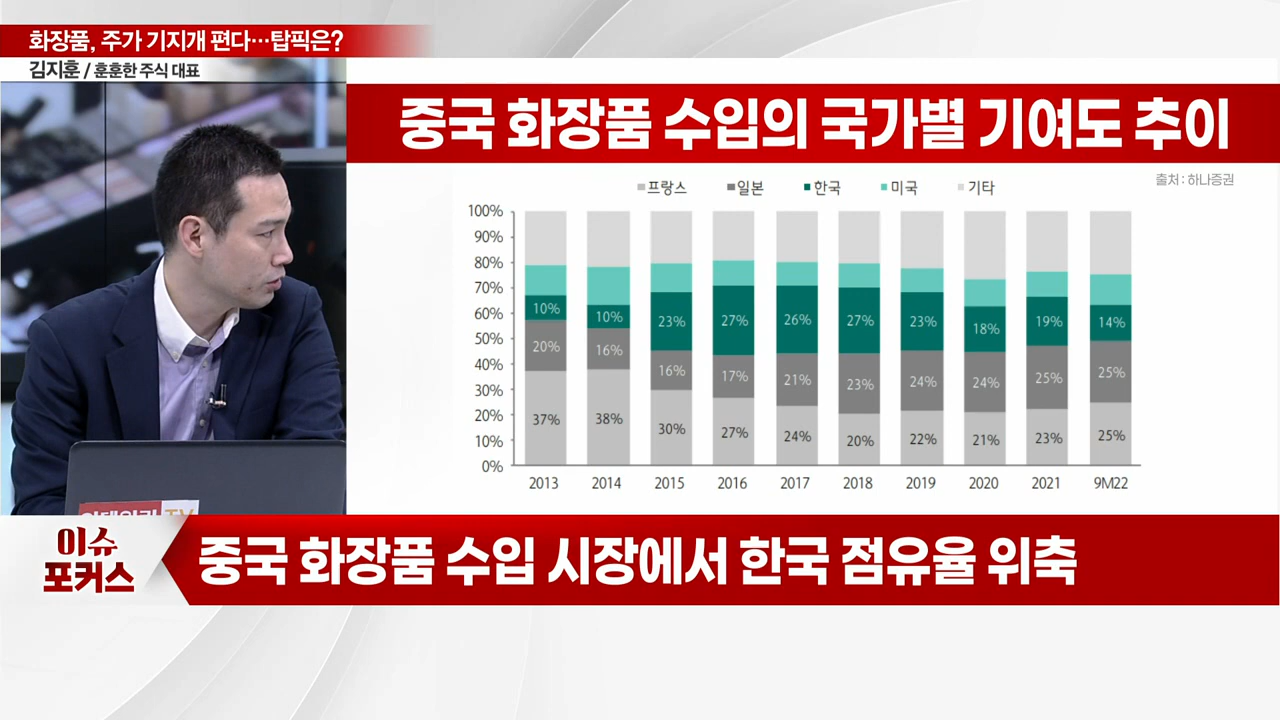 화장품, 주가 기지개 편다…탑픽은?
김지훈 / 훈훈한 주식 대표
중국 화장품 수입의 국가별 기여도 추이
출처 : 하나증권
프랑스 일본 한국 미국 기타
100%
90%
80%
70%
60%
50%
40%
30%
20%
10%
0%
10% 10% 23% 27% 26% 27% 23% 18% 19% 14%
20% 16% 16% 17% 21% 23% 24% 24% 25% 25%
37% 38% 30% 27% 24% 20% 22% 21% 23% 25%
2013 2014 2015 2016 2017 2018 2019 2020 2021 9M22
이슈
포커스
중국 화장품 수입 시장에서 한국 점유율 위축